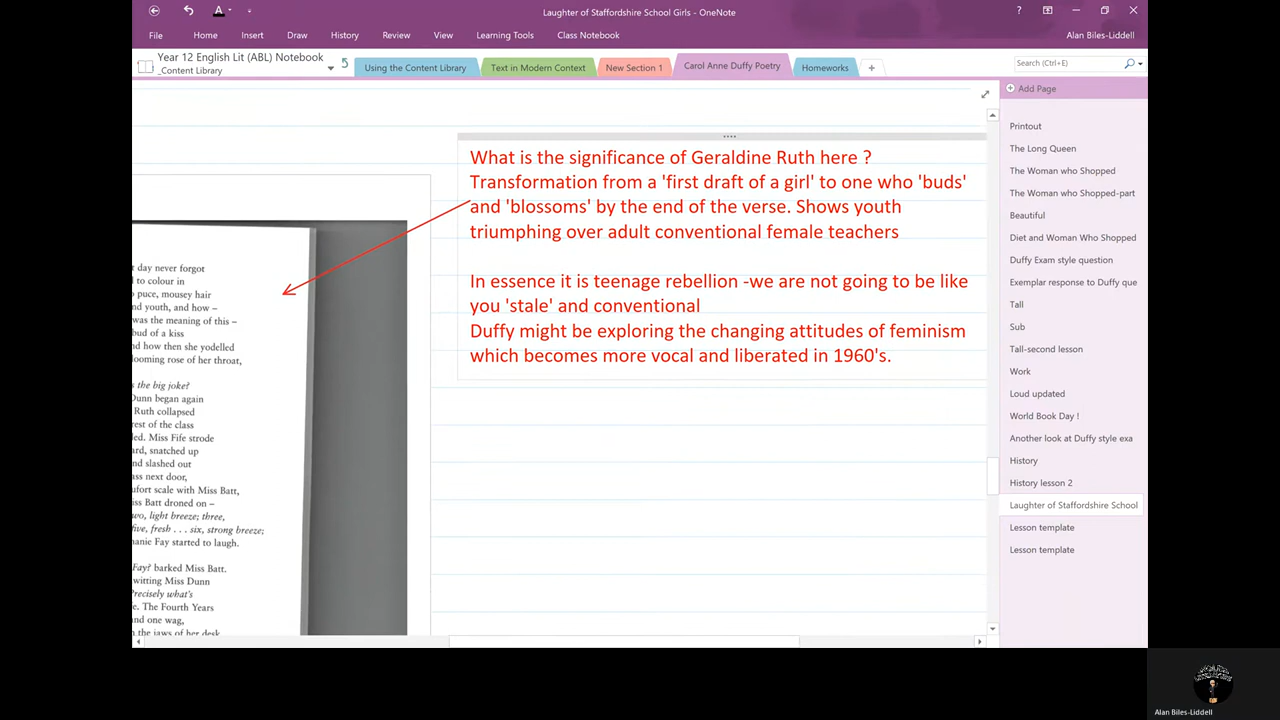 Laughter of Staffordshire School Girls - OneNote
?
A
File Home Insert Draw History Review View Learning Tools Class Notebook
Alan Biles-Liddell
Year 12 English Lit (ABL) Notebook
_Content Library
Using the Content Library
Text in Modern Context
New Section 1
Carol Anne Duffy Poetry
Homeworks
+
Search (Ctrl+E)
Add Page
Printout
The Long Queen
The Woman who Shopped
The Woman who Shopped-part
Beautiful
Diet and Woman Who Shopped
Duffy Exam style question
Exemplar response to Duffy que
Tall
Sub
Tall-second lesson
Work
Loud updated
World Book Day !
Another look at Duffy style exa
History
History lesson 2
Laughter of Staffordshire School
Lesson template
Lesson template
What is the significance of Geraldine Ruth here ?
Transformation from a 'first draft of a girl' to one who 'buds'
and 'blossoms' by the end of the verse. Shows youth
triumphing over adult conventional female teachers
In essence it is teenage rebellion -we are not going to be like
you 'stale' and conventional
Duffy might be exploring the changing attitudes of feminism
which becomes more vocal and liberated in 1960's.
t day never forgot
to colour in
puce, mousey hair
nd youth, and how –
was the meaning of this –
bud of a kiss
nd how then she yodelled
looming rose of her throat,
s the big joke?
Dunn began again
Ruth collapsed
rest of the class
led. Miss Fife strode
ard, snatched up
nd slashed out
ass next door,
ufort scale with Miss Batt,
iss Batt droned on –
two, light breeze; three,
five, fresh . . . six, strong breeze;
hanie Fay started to laugh.
Fay? barked Miss Batt.
witting Miss Dunn
Precisely what's
e. The Fourth Years
and one wag,
n the jaws of her desk
Alan Biles-Liddell